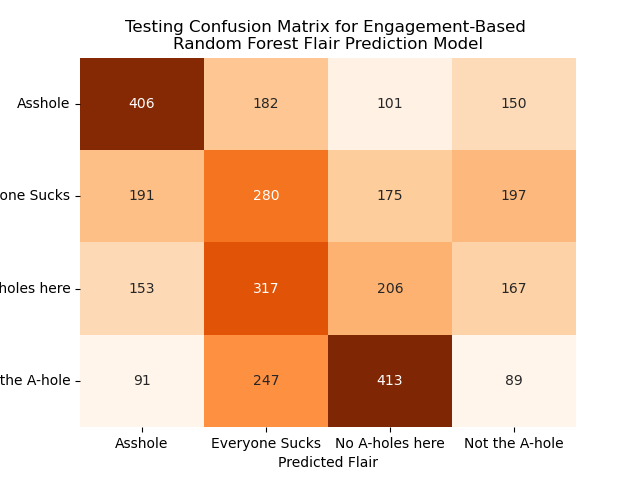 Testing Confusion Matrix for Engagement-Based
Random Forest Flair Prediction Model
Asshole 406 182 101 150
one Sucks 191 280 175 197
holes here 153 317 206 167
the A-hole 91 247 413 89
Asshole Everyone Sucks No A-holes here Not the A-hole
Predicted Flair